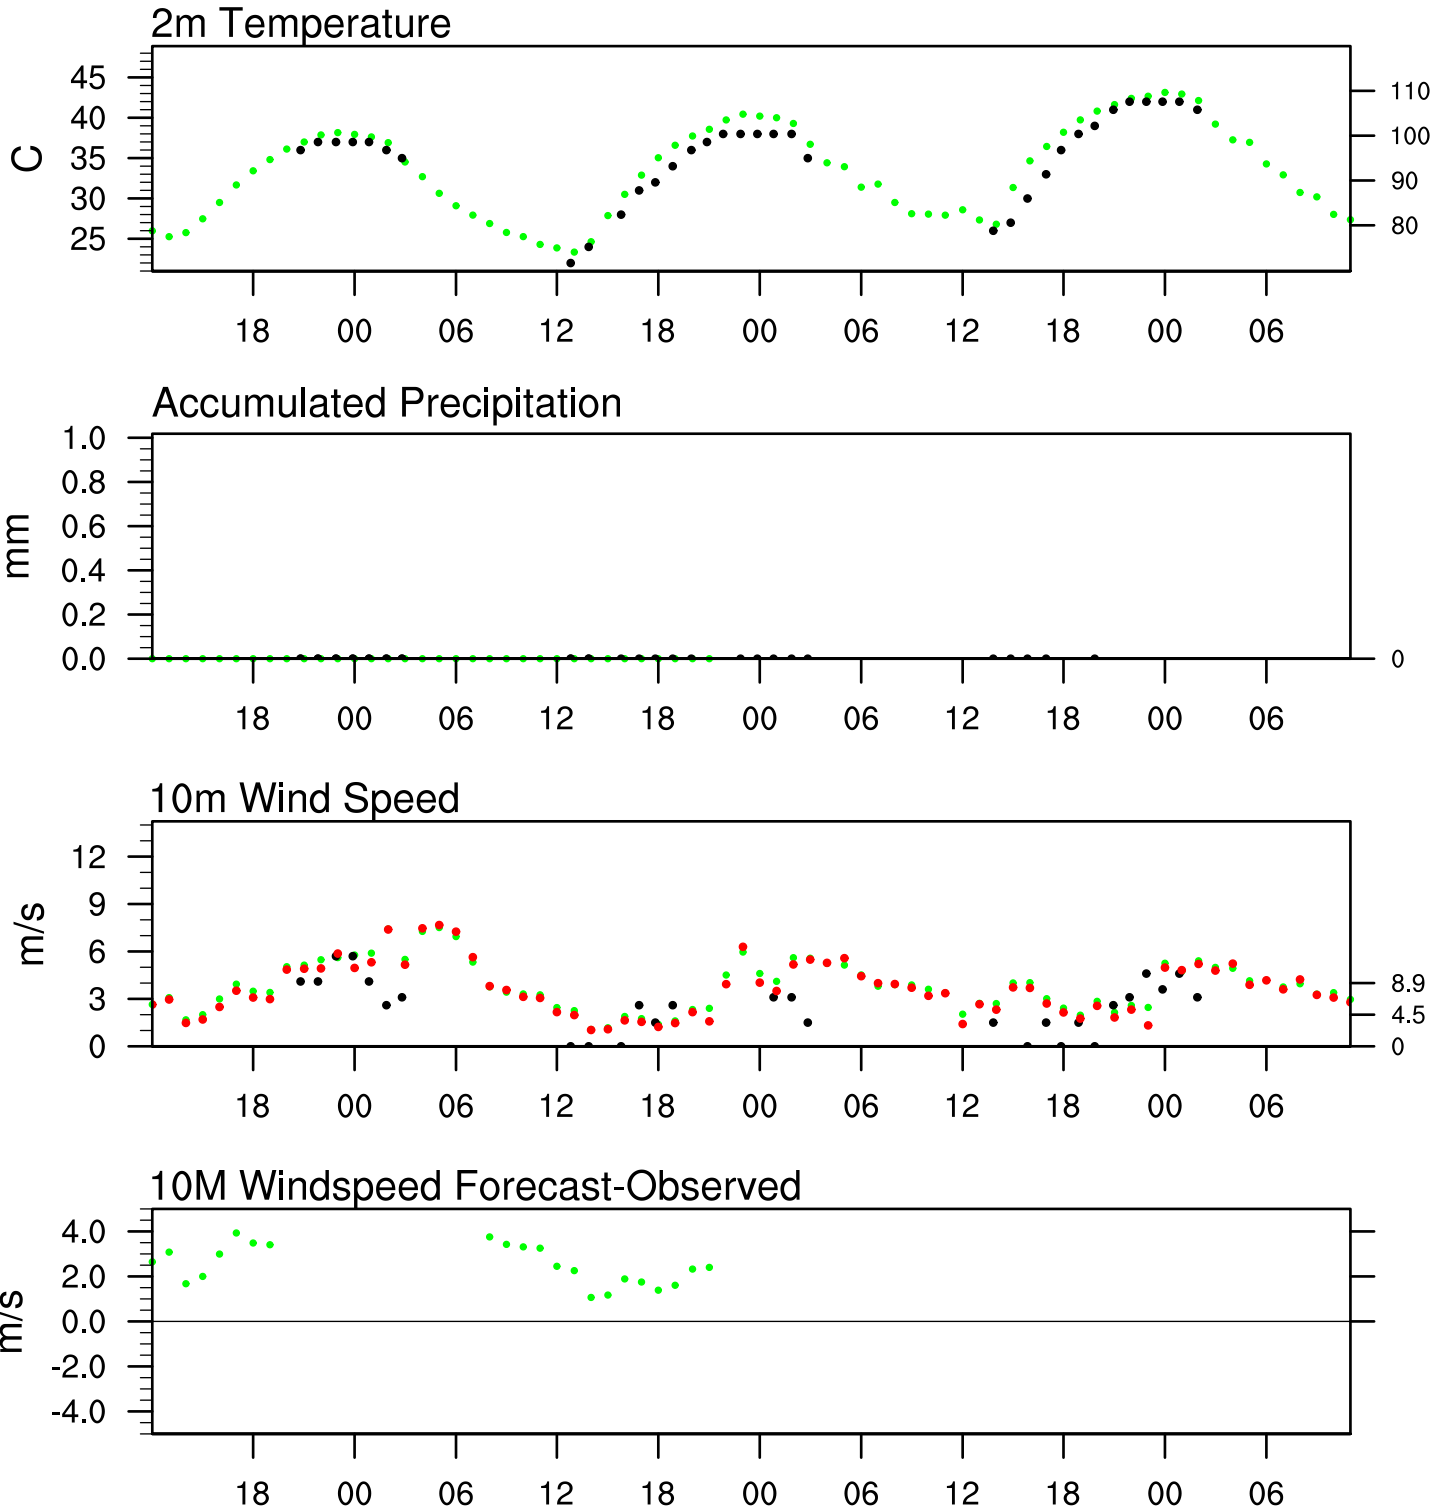 2m Temperature
C
45
40
35
30
25
110
100
90
80
18 00 06 12 18 00 06 12 18 00 06
Accumulated Precipitation
mm
1.0
0.8
0.6
0.4
0.2
0.0
0
18 00 06 12 18 00 06 12 18 00 06
10m Wind Speed
m/s
12
9
6
3
0
8.9
4.5
0
18 00 06 12 18 00 06 12 18 00 06
10M Windspeed Forecast-Observed
m/s
4.0
2.0
0.0
-2.0
-4.0
18 00 06 12 18 00 06 12 18 00 06